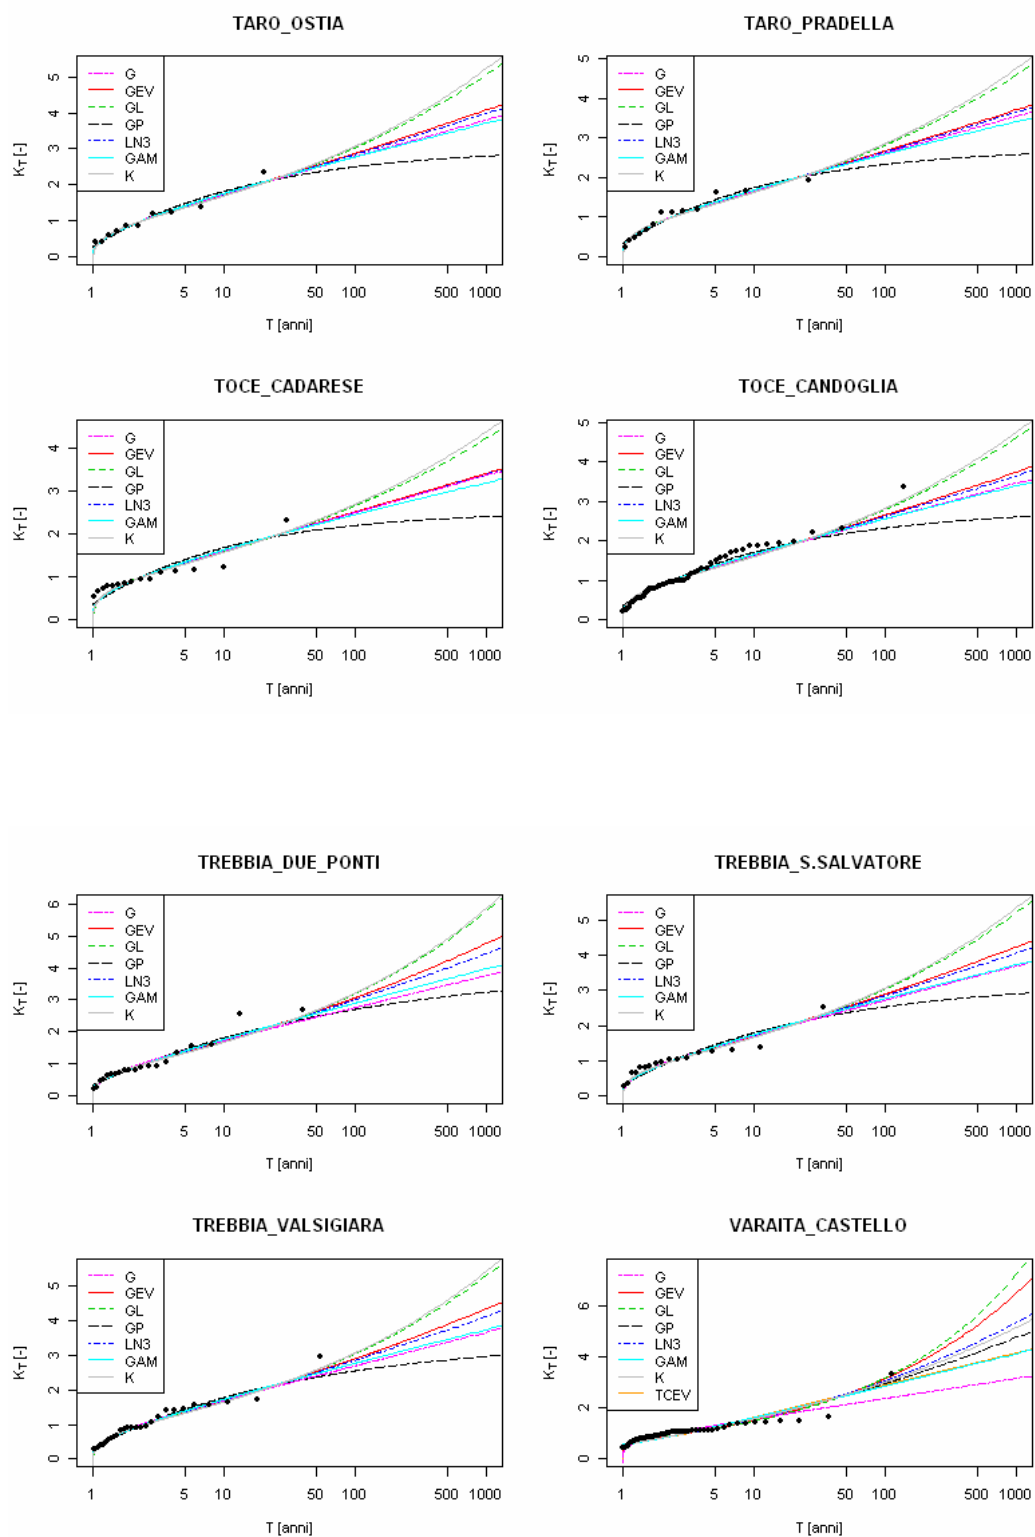 TARO_OSTIA
K_T [-]
5
4
3
2
1
0
G
GEV
GL
GP
LN3
GAM
K
1 5 10 50 100 500 1000
T [anni]
TARO_PRADELLA
K_T [-]
5
4
3
2
1
0
G
GEV
GL
GP
LN3
GAM
K
1 5 10 50 100 500 1000
T [anni]
TOCE_CADARESE
K_T [-]
4
3
2
1
0
G
GEV
GL
GP
LN3
GAM
K
1 5 10 50 100 500 1000
T [anni]
TOCE_CANDOGLIA
K_T [-]
5
4
3
2
1
0
G
GEV
GL
GP
LN3
GAM
K
1 5 10 50 100 500 1000
T [anni]
TREBBIA_DUE_PONTI
K_T [-]
6
5
4
3
2
1
0
G
GEV
GL
GP
LN3
GAM
K
1 5 10 50 100 500 1000
T [anni]
TREBBIA_S.SALVATORE
K_T [-]
5
4
3
2
1
0
G
GEV
GL
GP
LN3
GAM
K
1 5 10 50 100 500 1000
T [anni]
TREBBIA_VALSIGIARA
K_T [-]
5
4
3
2
1
0
G
GEV
GL
GP
LN3
GAM
K
1 5 10 50 100 500 1000
T [anni]
VARAITA_CASTELLO
K_T [-]
6
4
2
0
G
GEV
GL
GP
LN3
GAM
K
TCEV
1 5 10 50 100 500 1000
T [anni]